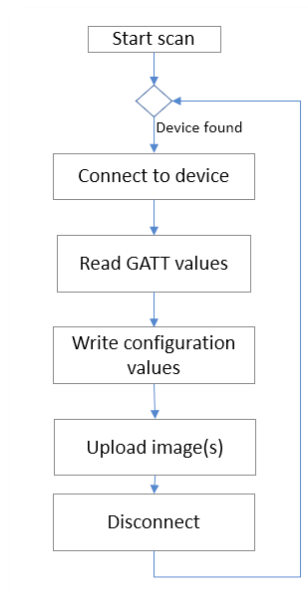 Start scan
Device found
Connect to device
Read GATT values
Write configuration
values
Upload image(s)
Disconnect